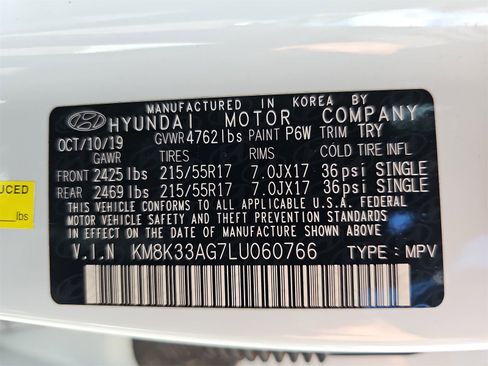 MANUFACTURED IN KOREA BY
HYUNDAI MOTOR COMPANY
OCT/10/19 GVWR 4762lbs PAINT P6W TRIM TRY
GAWR TIRES RIMS COLD TIRE INFL
FRONT 2425 lbs 215/55R17 7.0JX17 36psi SINGLE
REAR 2469 lbs 215/55R17 7.0JX17 36psi SINGLE
THIS VEHICLE CONFORMS TO ALL APPLICABLE U.S.A. FEDERAL
MOTOR VEHICLE SAFETY AND THEFT PREVENTION STANDARDS
IN EFFECT ON THE DATE OF MANUFACTURE SHOWN ABOVE.
V.I.N KM8K33AG7LU060766 TYPE : MPV
UCED
lbs